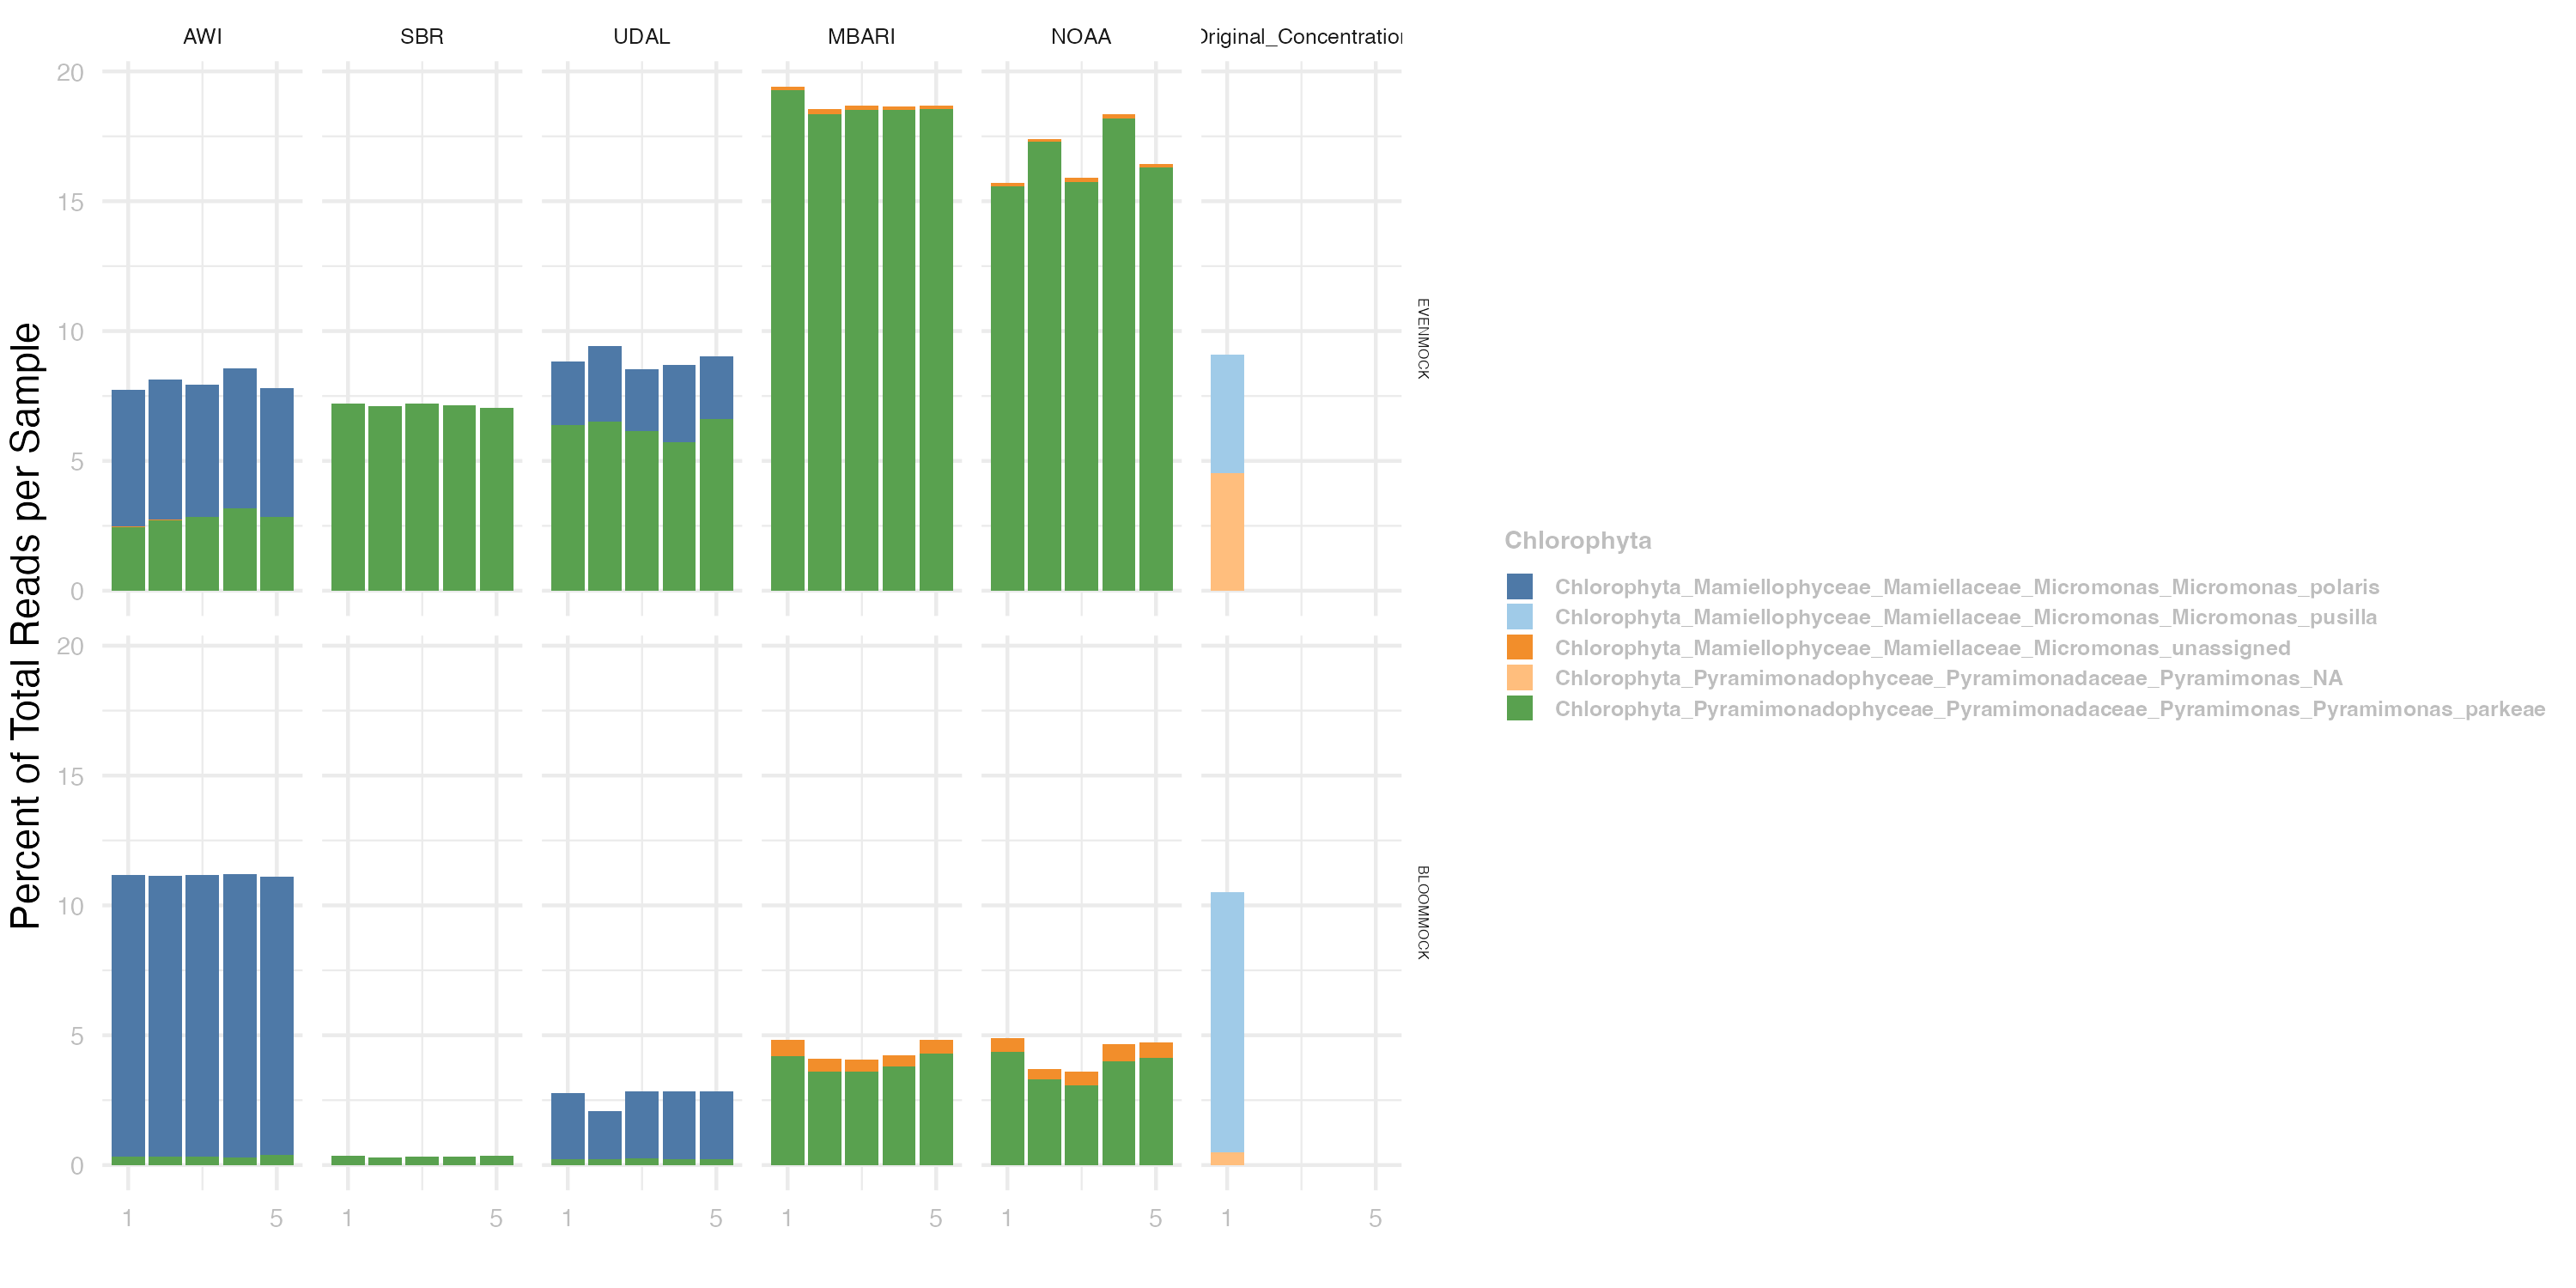 AWI SBR UDAL MBARI NOAA Original_Concentration
20
15
10
5
0
EVENMOCK
20
15
10
5
0
BLOOMMOCK
1 5 1 5 1 5 1 5 1 5 1 5
Percent of Total Reads per Sample
Chlorophyta
Chlorophyta_Mamiellophyceae_Mamiellaceae_Micromonas_Micromonas_polaris
Chlorophyta_Mamiellophyceae_Mamiellaceae_Micromonas_Micromonas_pusilla
Chlorophyta_Mamiellophyceae_Mamiellaceae_Micromonas_unassigned
Chlorophyta_Pyramimonadophyceae_Pyramimonadaceae_Pyramimonas_NA
Chlorophyta_Pyramimonadophyceae_Pyramimonadaceae_Pyramimonas_Pyramimonas_parkeae